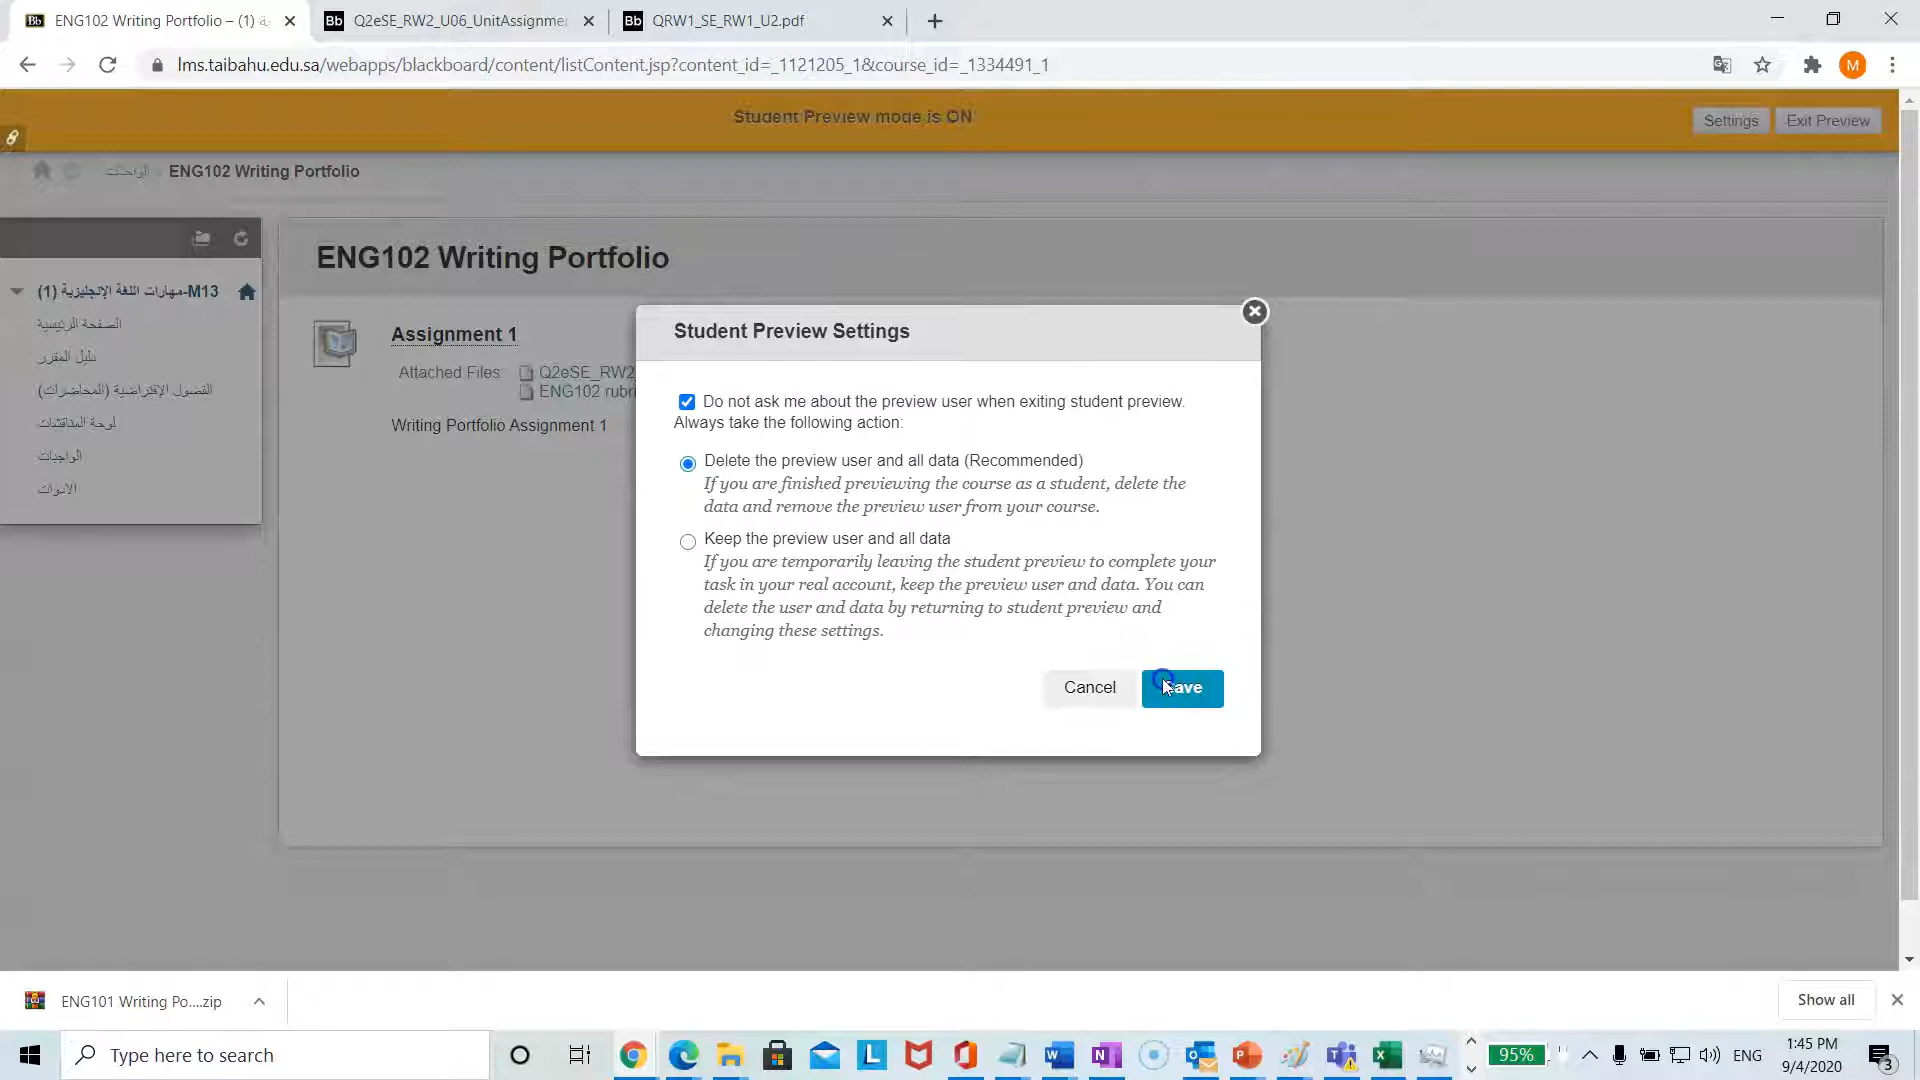 ENG102 Writing Portfolio – (1) ة
Q2eSE_RW2_U06_UnitAssignme
QRW1_SE_RW1_U2.pdf
lms.taibahu.edu.sa/webapps/blackboard/content/listContent.jsp?content_id=_1121205_1&course_id=_1334491_1
M
Student Preview mode is ON
Settings
Exit Preview
الواجبات
ENG102 Writing Portfolio
M13-مهارات اللغة الإنجليزية (1)
الصفحة الرئيسية
دليل المقرر
الفصول الإفتراضية (المحاضرات)
لوحة المناقشات
الواجبات
الأدوات
ENG102 Writing Portfolio
Assignment 1
Attached Files:
Q2eSE_RW2_
ENG102 rubri
Writing Portfolio Assignment 1
Student Preview Settings
Do not ask me about the preview user when exiting student preview.
Always take the following action:
Delete the preview user and all data (Recommended)
If you are finished previewing the course as a student, delete the
data and remove the preview user from your course.
Keep the preview user and all data
If you are temporarily leaving the student preview to complete your
task in your real account, keep the preview user and data. You can
delete the user and data by returning to student preview and
changing these settings.
Cancel
Save
ENG101 Writing Po....zip
Show all
Type here to search
95%
ENG
1:45 PM
9/4/2020
3